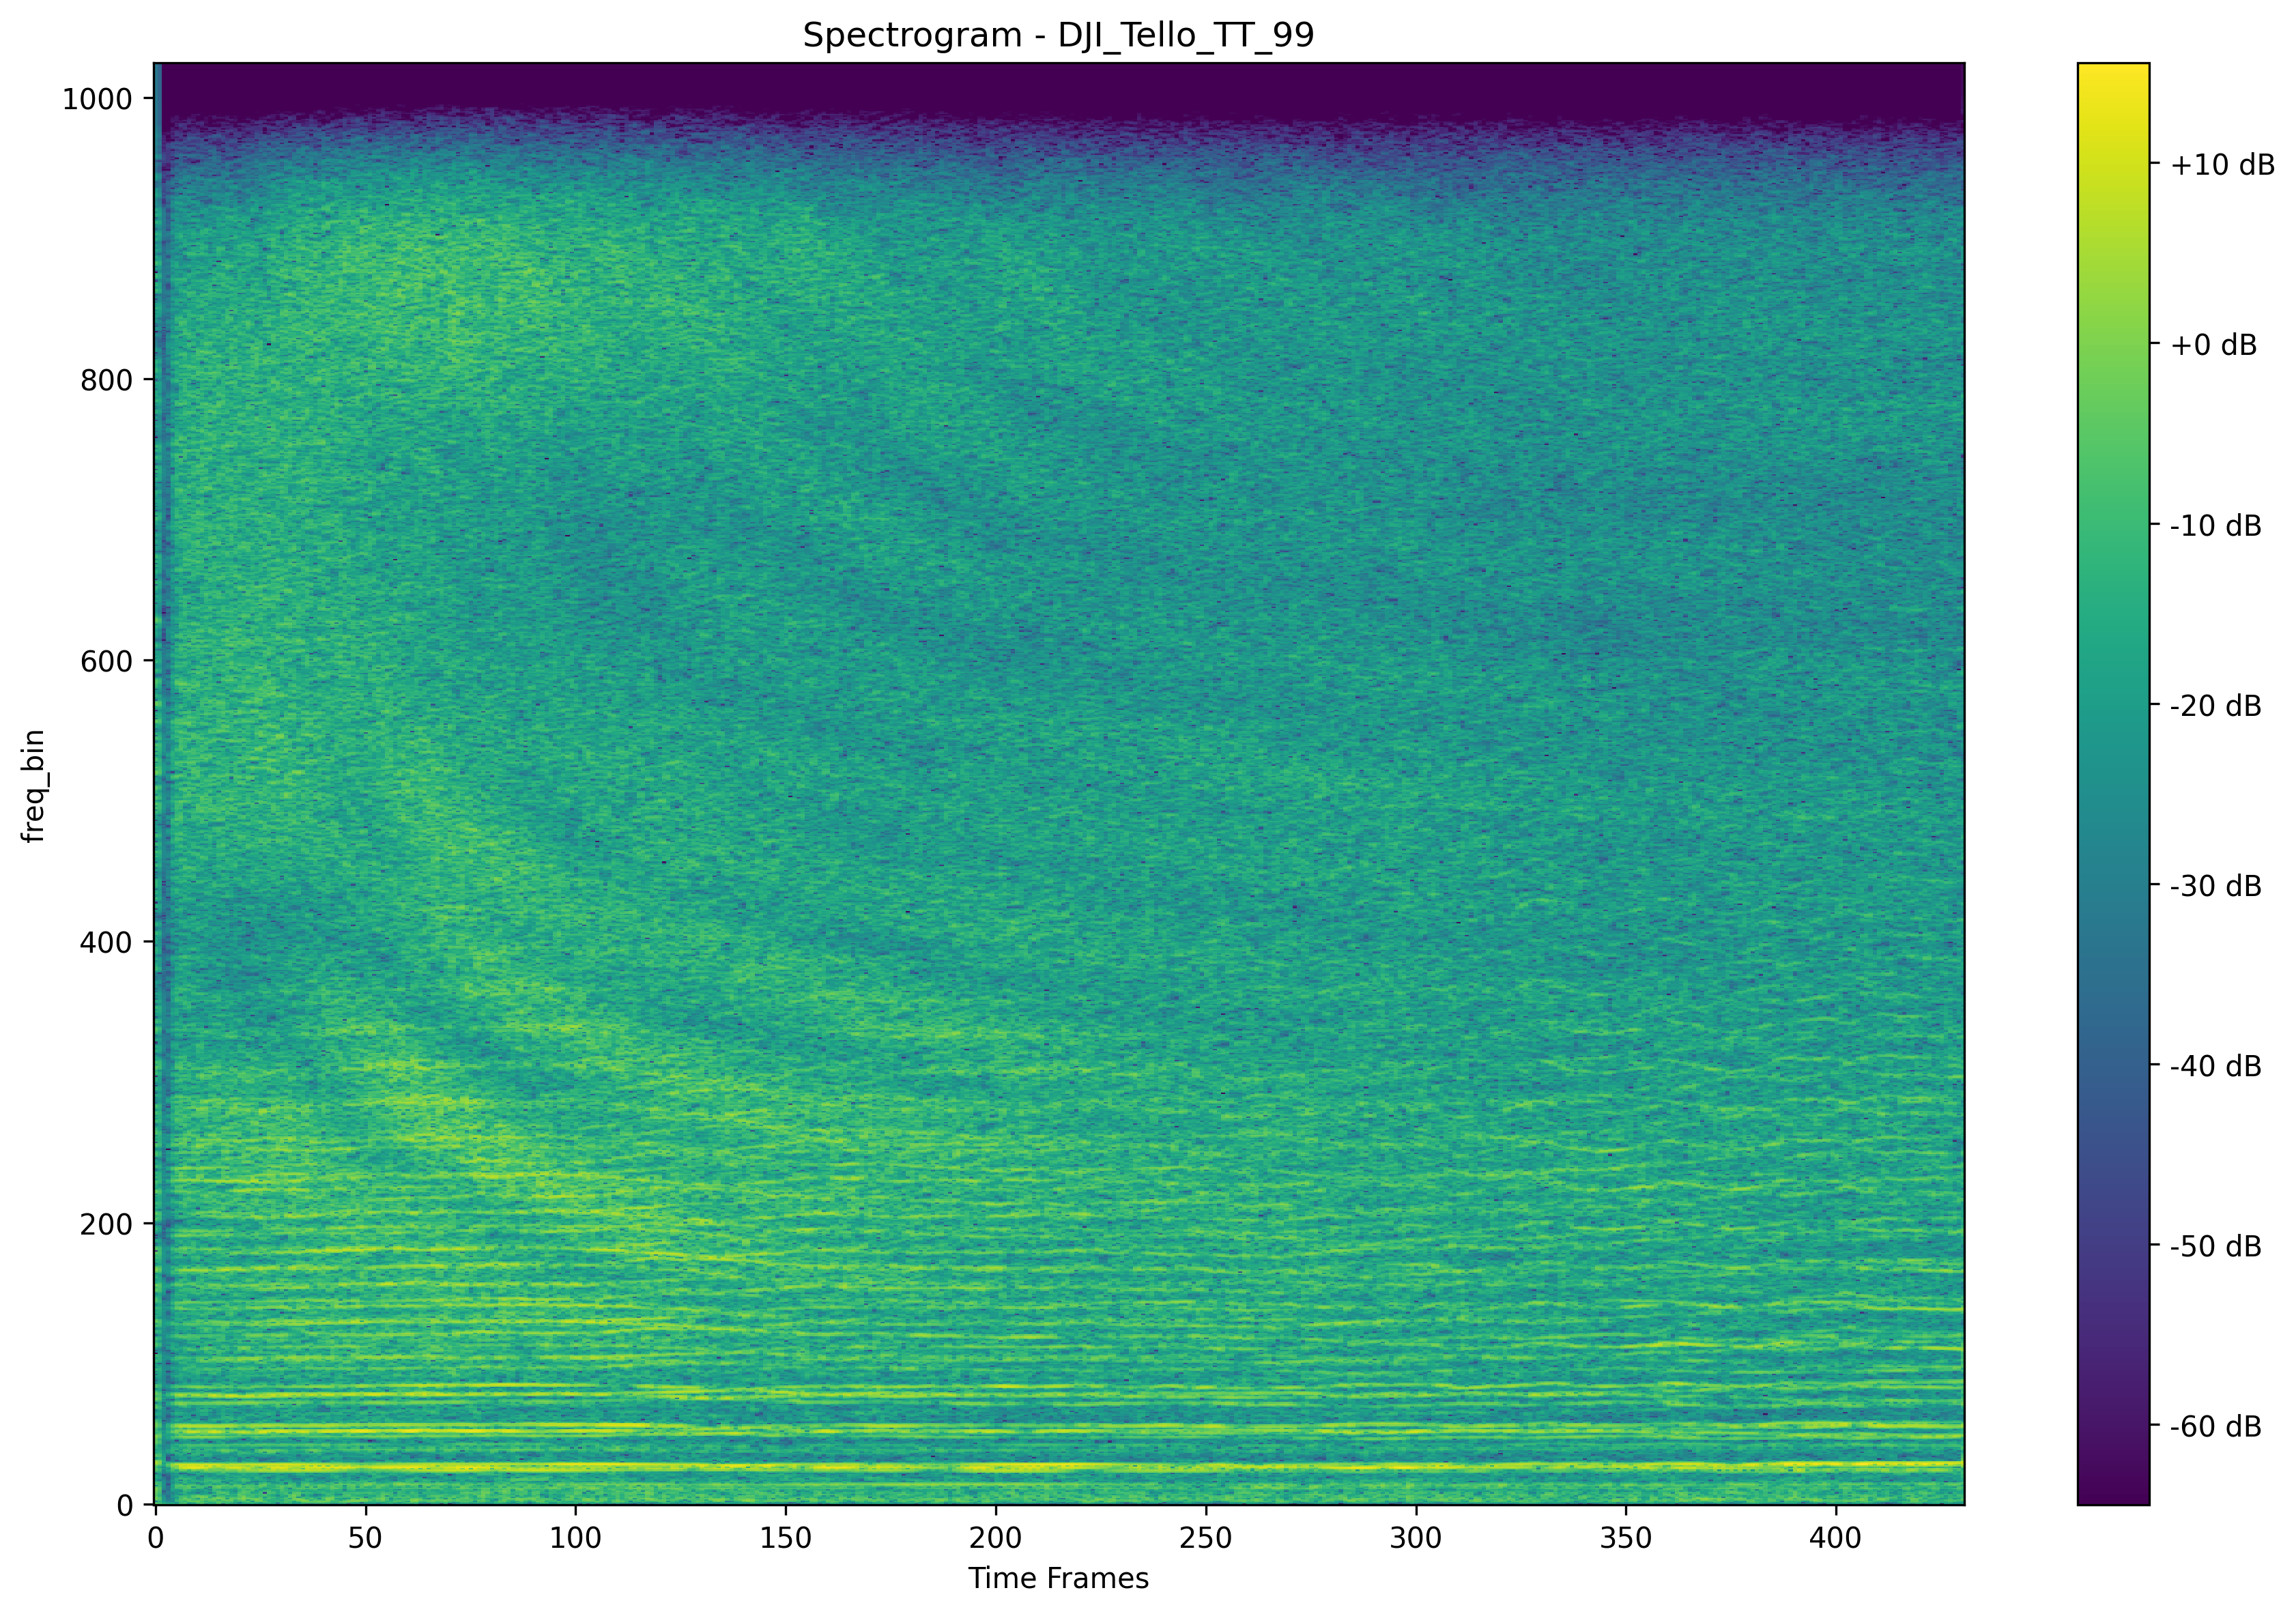 Spectrogram - DJI_Tello_TT_99
freq_bin
1000
800
600
400
200
0
0 50 100 150 200 250 300 350 400
Time Frames
+10 dB
+0 dB
-10 dB
-20 dB
-30 dB
-40 dB
-50 dB
-60 dB